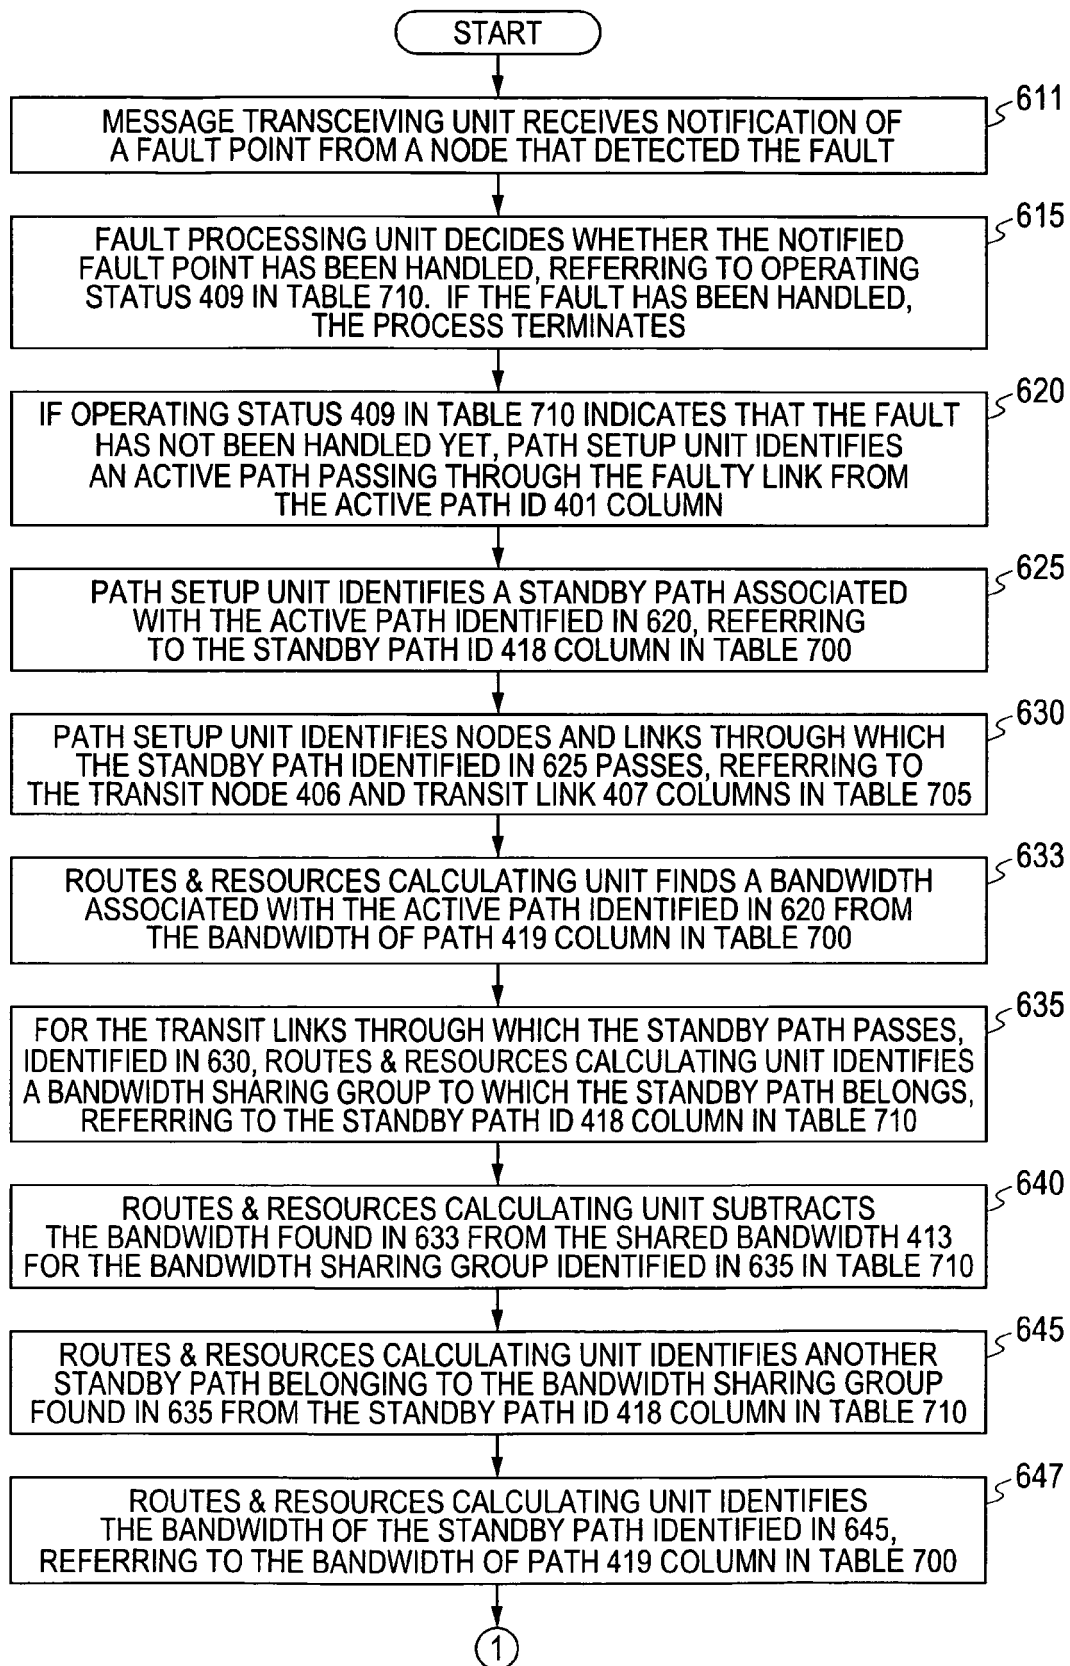 START
611
MESSAGE TRANSCEIVING UNIT RECEIVES NOTIFICATION OF
A FAULT POINT FROM A NODE THAT DETECTED THE FAULT
615
FAULT PROCESSING UNIT DECIDES WHETHER THE NOTIFIED
FAULT POINT HAS BEEN HANDLED, REFERRING TO OPERATING
STATUS 409 IN TABLE 710. IF THE FAULT HAS BEEN HANDLED,
THE PROCESS TERMINATES
620
IF OPERATING STATUS 409 IN TABLE 710 INDICATES THAT THE FAULT
HAS NOT BEEN HANDLED YET, PATH SETUP UNIT IDENTIFIES
AN ACTIVE PATH PASSING THROUGH THE FAULTY LINK FROM
THE ACTIVE PATH ID 401 COLUMN
625
PATH SETUP UNIT IDENTIFIES A STANDBY PATH ASSOCIATED
WITH THE ACTIVE PATH IDENTIFIED IN 620, REFERRING
TO THE STANDBY PATH ID 418 COLUMN IN TABLE 700
630
PATH SETUP UNIT IDENTIFIES NODES AND LINKS THROUGH WHICH
THE STANDBY PATH IDENTIFIED IN 625 PASSES, REFERRING TO
THE TRANSIT NODE 406 AND TRANSIT LINK 407 COLUMNS IN TABLE 705
633
ROUTES & RESOURCES CALCULATING UNIT FINDS A BANDWIDTH
ASSOCIATED WITH THE ACTIVE PATH IDENTIFIED IN 620 FROM
THE BANDWIDTH OF PATH 419 COLUMN IN TABLE 700
635
FOR THE TRANSIT LINKS THROUGH WHICH THE STANDBY PATH PASSES,
IDENTIFIED IN 630, ROUTES & RESOURCES CALCULATING UNIT IDENTIFIES
A BANDWIDTH SHARING GROUP TO WHICH THE STANDBY PATH BELONGS,
REFERRING TO THE STANDBY PATH ID 418 COLUMN IN TABLE 710
640
ROUTES & RESOURCES CALCULATING UNIT SUBTRACTS
THE BANDWIDTH FOUND IN 633 FROM THE SHARED BANDWIDTH 413
FOR THE BANDWIDTH SHARING GROUP IDENTIFIED IN 635 IN TABLE 710
645
ROUTES & RESOURCES CALCULATING UNIT IDENTIFIES ANOTHER
STANDBY PATH BELONGING TO THE BANDWIDTH SHARING GROUP
FOUND IN 635 FROM THE STANDBY PATH ID 418 COLUMN IN TABLE 710
647
ROUTES & RESOURCES CALCULATING UNIT IDENTIFIES
THE BANDWIDTH OF THE STANDBY PATH IDENTIFIED IN 645,
REFERRING TO THE BANDWIDTH OF PATH 419 COLUMN IN TABLE 700
1